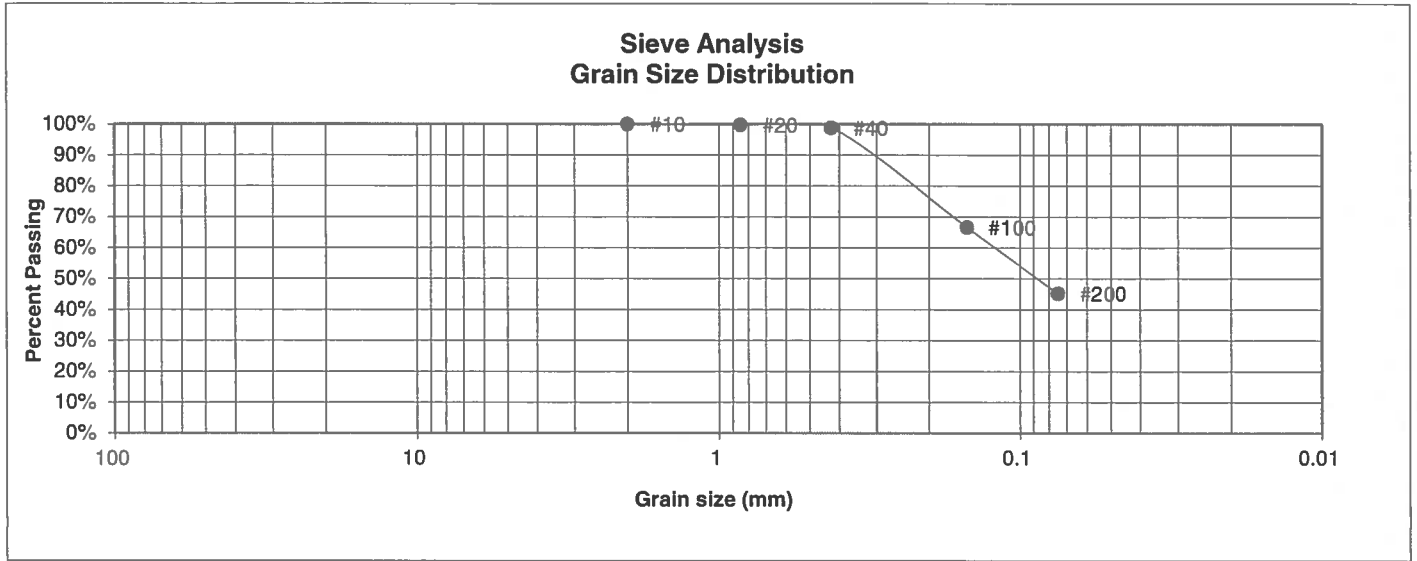 Sieve Analysis
Grain Size Distribution
Percent Passing
100%
90%
80%
70%
60%
50%
40%
30%
20%
10%
0%
#10 #20 #40
#100
#200
100 10 1 0.1 0.01
Grain size (mm)